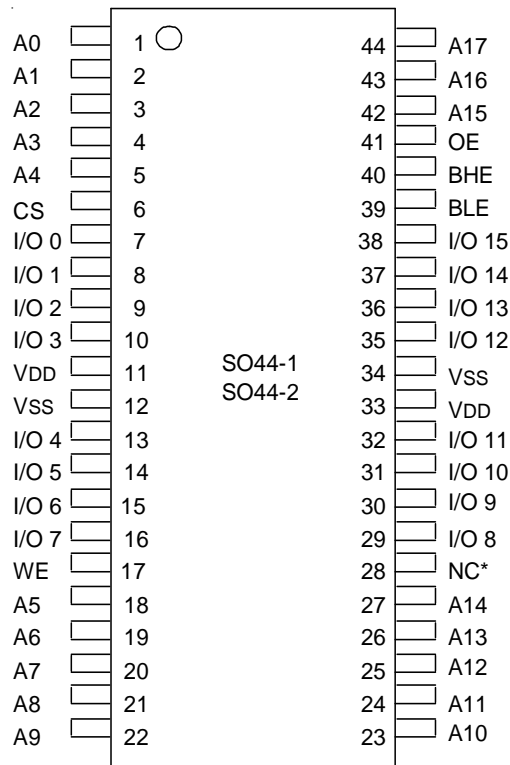 A0 1 44 A17
A1 2 43 A16
A2 3 42 A15
A3 4 41 OE
A4 5 40 BHE
CS 6 39 BLE
I/O 0 7 38 I/O 15
I/O 1 8 37 I/O 14
I/O 2 9 36 I/O 13
I/O 3 10 35 I/O 12
VDD 11 SO44-1 34 VSS
VSS 12 SO44-2 33 VDD
I/O 4 13 32 I/O 11
I/O 5 14 31 I/O 10
I/O 6 15 30 I/O 9
I/O 7 16 29 I/O 8
WE 17 28 NC*
A5 18 27 A14
A6 19 26 A13
A7 20 25 A12
A8 21 24 A11
A9 22 23 A10